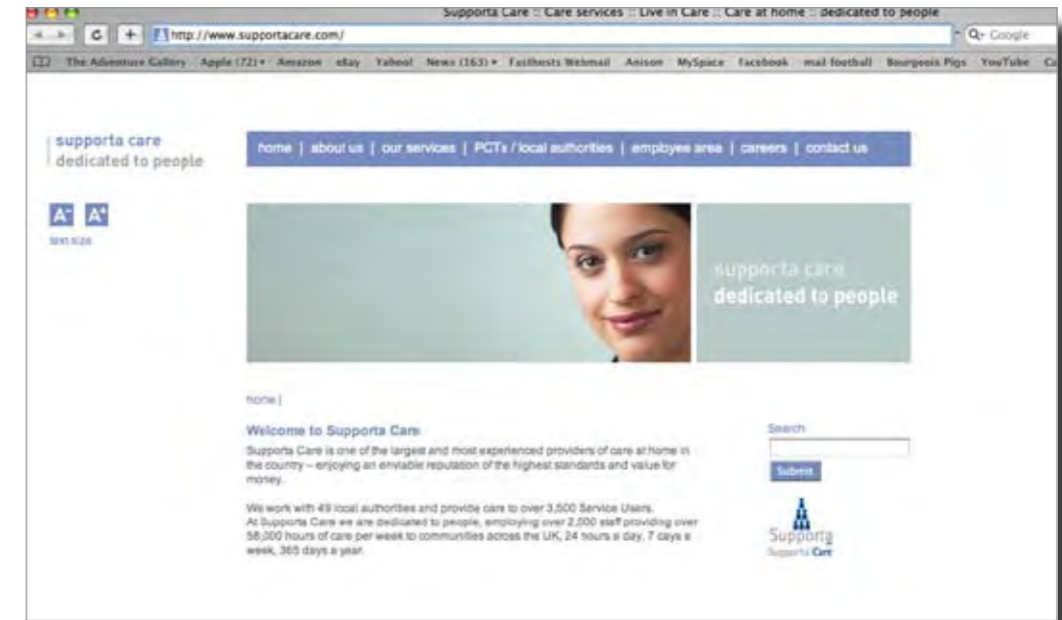 Supporta Care :: Care services :: Live in Care :: Care at home :: dedicated to people
http://www.supportacare.com/
Google
The Adventure Gallery Apple (72) Amazon eBay Yahoo! News (163) Fasthosts Webmail Anison MySpace Facebook mail football Bourgeois Pigs YouTube
supporta care
dedicated to people
home | about us | our services | PCTs / local authorities | employee area | careers | contact us
A- A+
text size
supporta care
dedicated to people
home |
Welcome to Supporta Care
Supporta Care is one of the largest and most experienced providers of care at home in
the country – enjoying an enviable reputation of the highest standards and value for
money.
We work with 49 local authorities and provide care to over 3,500 Service Users.
At Supporta Care we are dedicated to people, employing over 2,000 staff providing over
58,000 hours of care per week to communities across the UK, 24 hours a day, 7 days a
week, 365 days a year.
Search
Submit
Supporta
Supporta Care